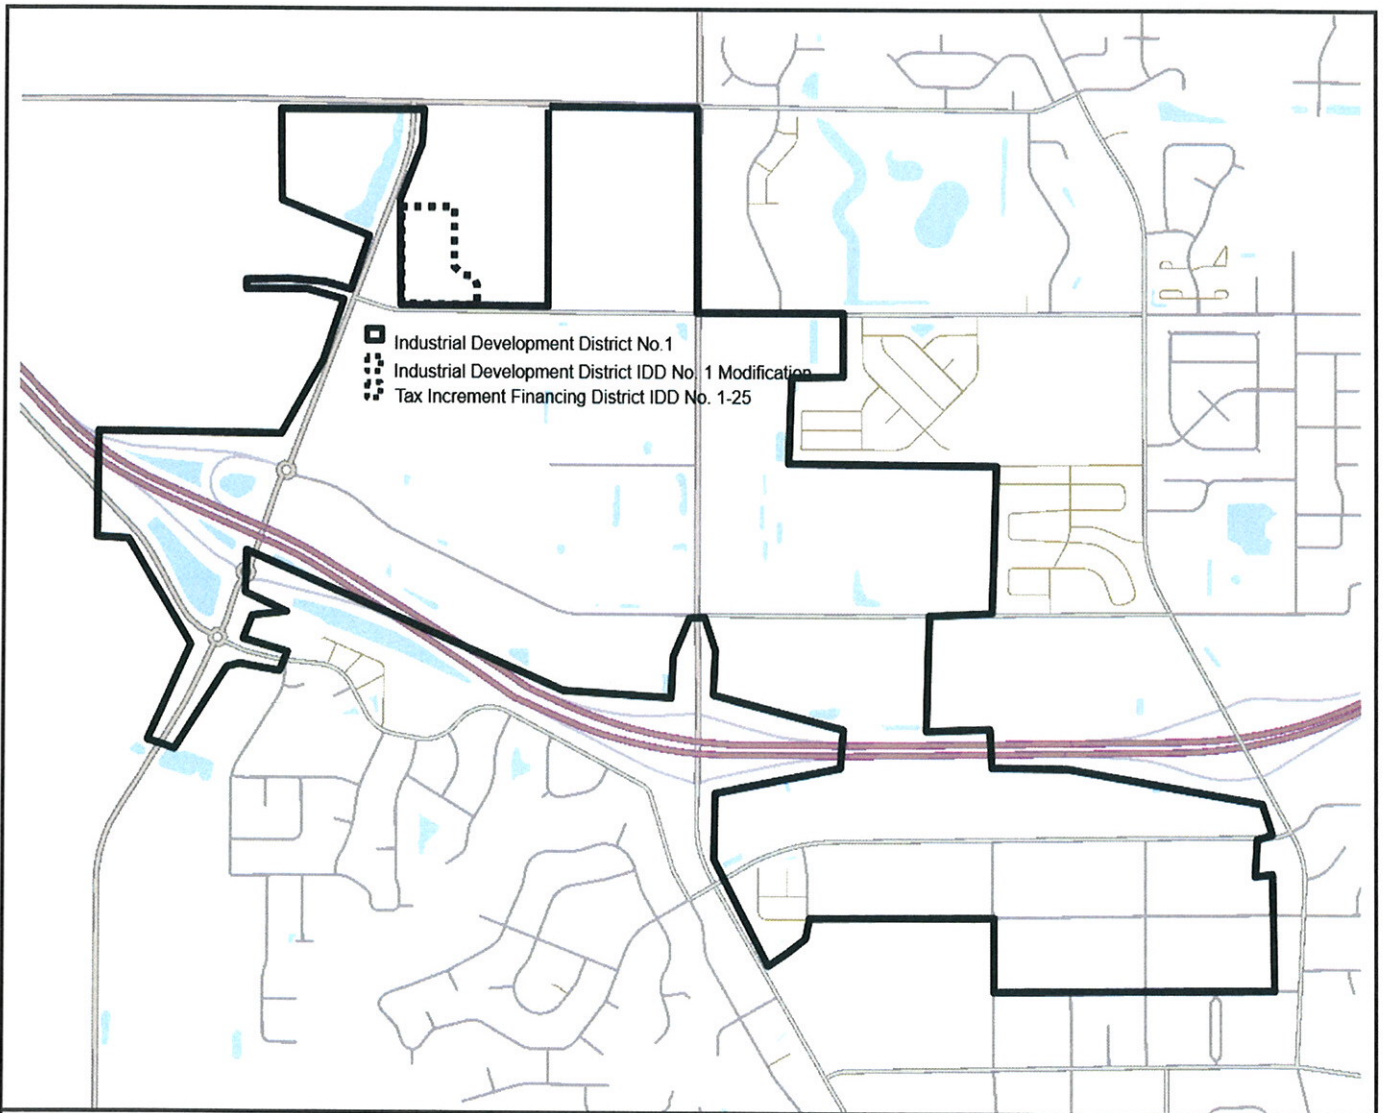 Industrial Development District No.1
Industrial Development District IDD No. 1 Modification
Tax Increment Financing District IDD No. 1-25